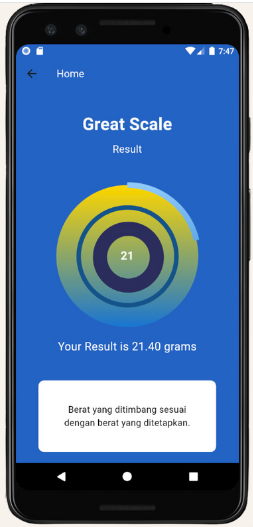 7:47
Home
Great Scale
Result
21
Your Result is 21.40 grams
Berat yang ditimbang sesuai
dengan berat yang ditetapkan.